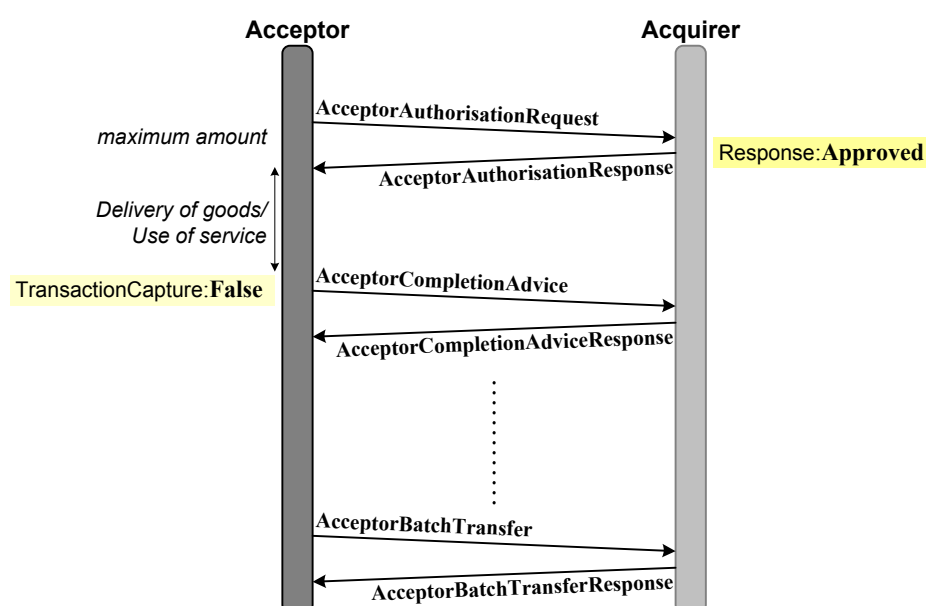 Acceptor
Acquirer
AcceptorAuthorisationRequest
maximum amount
Response:Approved
AcceptorAuthorisationResponse
Delivery of goods/
Use of service
AcceptorCompletionAdvice
TransactionCapture:False
AcceptorCompletionAdviceResponse
AcceptorBatchTransfer
AcceptorBatchTransferResponse